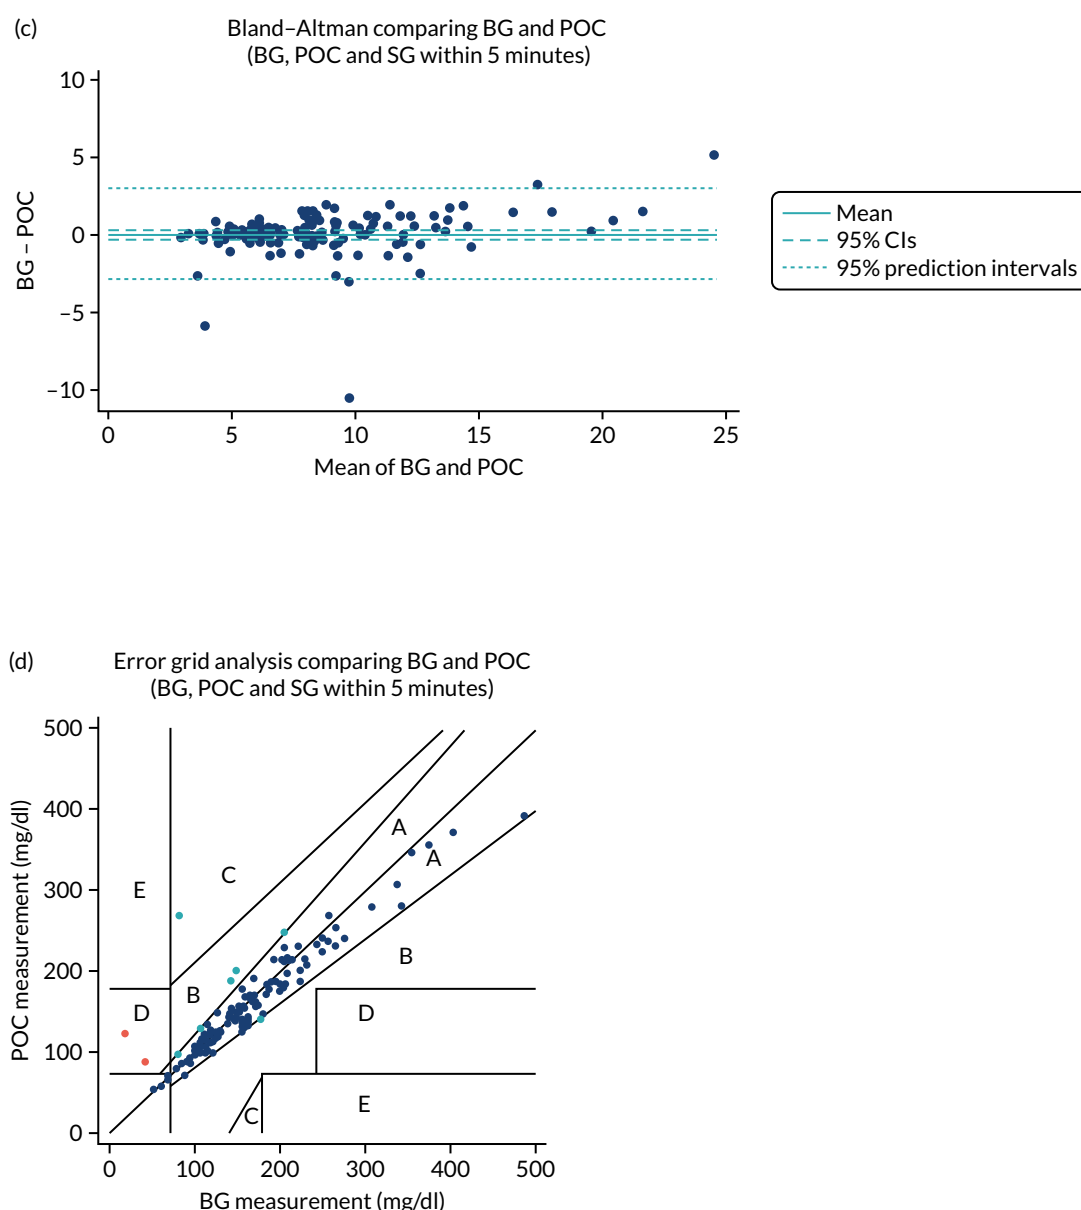 (c)
Bland–Altman comparing BG and POC
(BG, POC and SG within 5 minutes)
10
5
0
−5
−10
BG – POC
0 5 10 15 20 25
Mean of BG and POC
Mean
95% CIs
95% prediction intervals
(d)
Error grid analysis comparing BG and POC
(BG, POC and SG within 5 minutes)
500
400
300
200
100
0
POC measurement (mg/dl)
A
A
C
E
B
B
D
D
E
C
0 100 200 300 400 500
BG measurement (mg/dl)